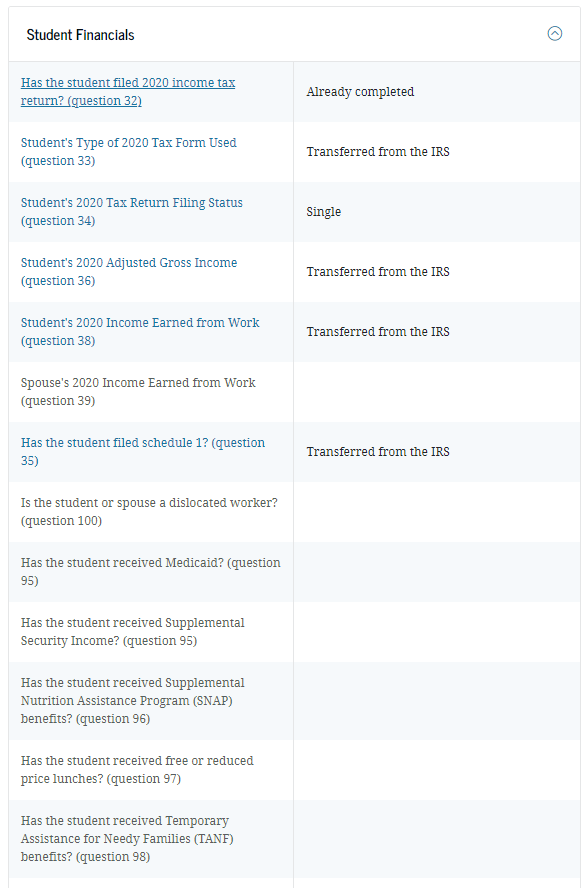 Student Financials
Has the student filed 2020 income tax
return? (question 32)
Already completed
Student's Type of 2020 Tax Form Used
(question 33)
Transferred from the IRS
Student's 2020 Tax Return Filing Status
(question 34)
Single
Student's 2020 Adjusted Gross Income
(question 36)
Transferred from the IRS
Student's 2020 Income Earned from Work
(question 38)
Transferred from the IRS
Spouse's 2020 Income Earned from Work
(question 39)
Has the student filed schedule 1? (question
35)
Transferred from the IRS
Is the student or spouse a dislocated worker?
(question 100)
Has the student received Medicaid? (question
95)
Has the student received Supplemental
Security Income? (question 95)
Has the student received Supplemental
Nutrition Assistance Program (SNAP)
benefits? (question 96)
Has the student received free or reduced
price lunches? (question 97)
Has the student received Temporary
Assistance for Needy Families (TANF)
benefits? (question 98)